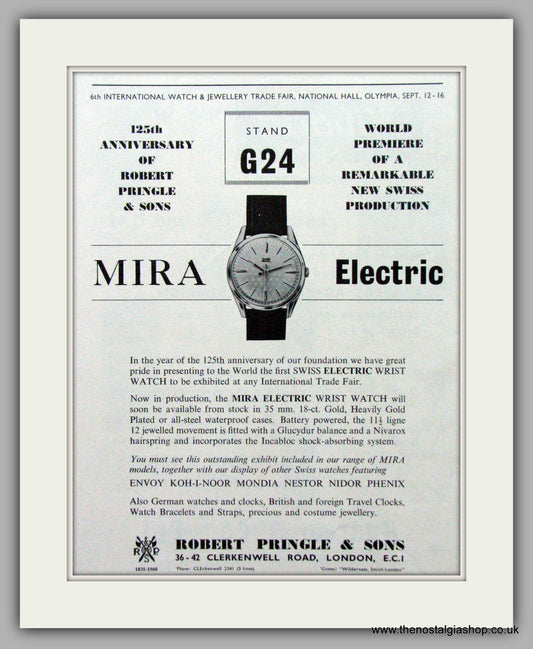 6th INTERNATIONAL WATCH & JEWELLERY TRADE FAIR, NATIONAL HALL, OLYMPIA, SEPT. 12-16
125th
ANNIVERSARY
OF
ROBERT
PRINGLE
& SONS
STAND
G24
WORLD
PREMIERE
OF A
REMARKABLE
NEW SWISS
PRODUCTION
MIRA
Electric
In the year of the 125th anniversary of our foundation we have great
pride in presenting to the World the first SWISS ELECTRIC WRIST
WATCH to be exhibited at any International Trade Fair.
Now in production, the MIRA ELECTRIC WRIST WATCH will
soon be available from stock in 35 mm. 18-ct. Gold, Heavily Gold
Plated or all-steel waterproof cases. Battery powered, the 11½ ligne
12 jewelled movement is fitted with a Glucydur balance and a Nivarox
hairspring and incorporates the Incabloc shock-absorbing system.
You must see this outstanding exhibit included in our range of MIRA
models, together with our display of other Swiss watches featuring
ENVOY KOH-I-NOOR MONDIA NESTOR NIDOR PHENIX
Also German watches and clocks, British and foreign Travel Clocks,
Watch Bracelets and Straps, precious and costume jewellery.
R P
S
1835-1960
ROBERT PRINGLE & SONS
36-42 CLERKENWELL ROAD, LONDON, E.C.1
'Phone: CLErkenwell 3341 (5 lines)
'Grams: "Wilderness, Smith-London"
www.thenostalgiashop.co.uk